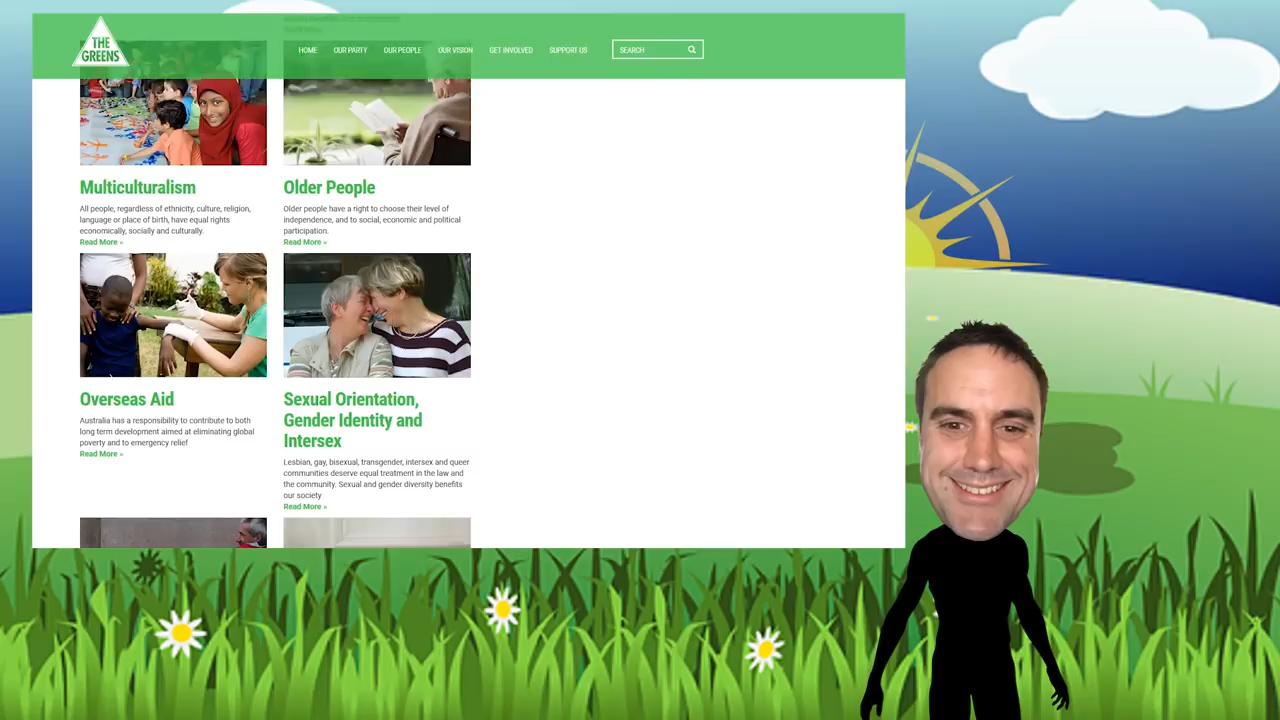 THE
GREENS
HOME OUR PARTY OUR PEOPLE OUR VISION GET INVOLVED SUPPORT US SEARCH
Multiculturalism
All people, regardless of ethnicity, culture, religion,
language or place of birth, have equal rights
economically, socially and culturally.
Read More »
Older People
Older people have a right to choose their level of
independence, and to social, economic and political
participation.
Read More »
Overseas Aid
Australia has a responsibility to contribute to both
long term development aimed at eliminating global
poverty and to emergency relief
Read More »
Sexual Orientation,
Gender Identity and
Intersex
Lesbian, gay, bisexual, transgender, intersex and queer
communities deserve equal treatment in the law and
the community. Sexual and gender diversity benefits
our society
Read More »